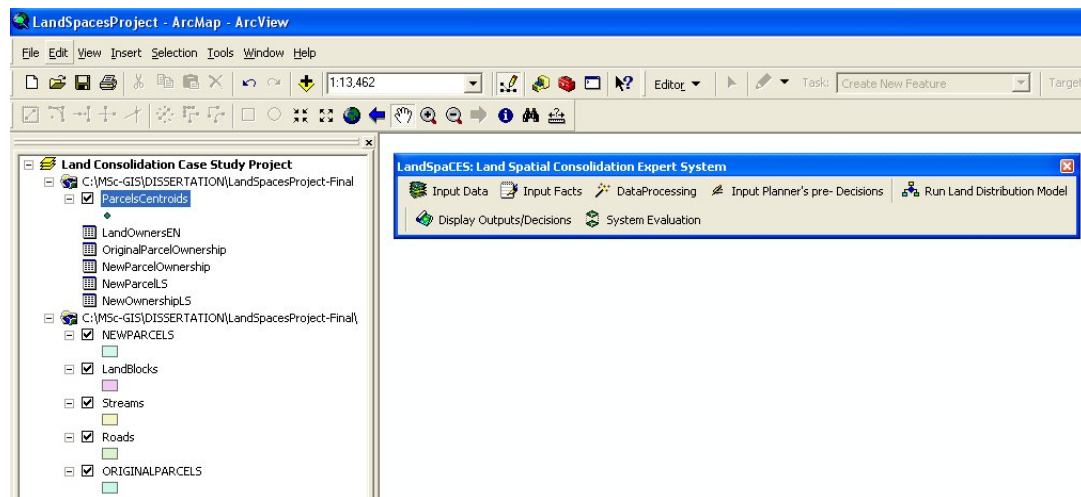 LandSpacesProject - ArcMap - ArcView
File Edit View Insert Selection Tools Window Help
1:13,462 Editor Task: Create New Feature Target
Land Consolidation Case Study Project
C:\MSc-GIS\DISSERTATION\LandSpacesProject-Final
ParcelsCentroids
LandOwnersEN
OriginalParcelOwnership
NewParcelOwnership
NewParcelLS
NewOwnershipLS
C:\MSc-GIS\DISSERTATION\LandSpacesProject-Final\
NEWPARCELS
LandBlocks
Streams
Roads
ORIGINALPARCELS
LandSpaCES: Land Spatial Consolidation Expert System
Input Data Input Facts DataProcessing Input Planner's pre- Decisions Run Land Distribution Model
Display Outputs/Decisions System Evaluation